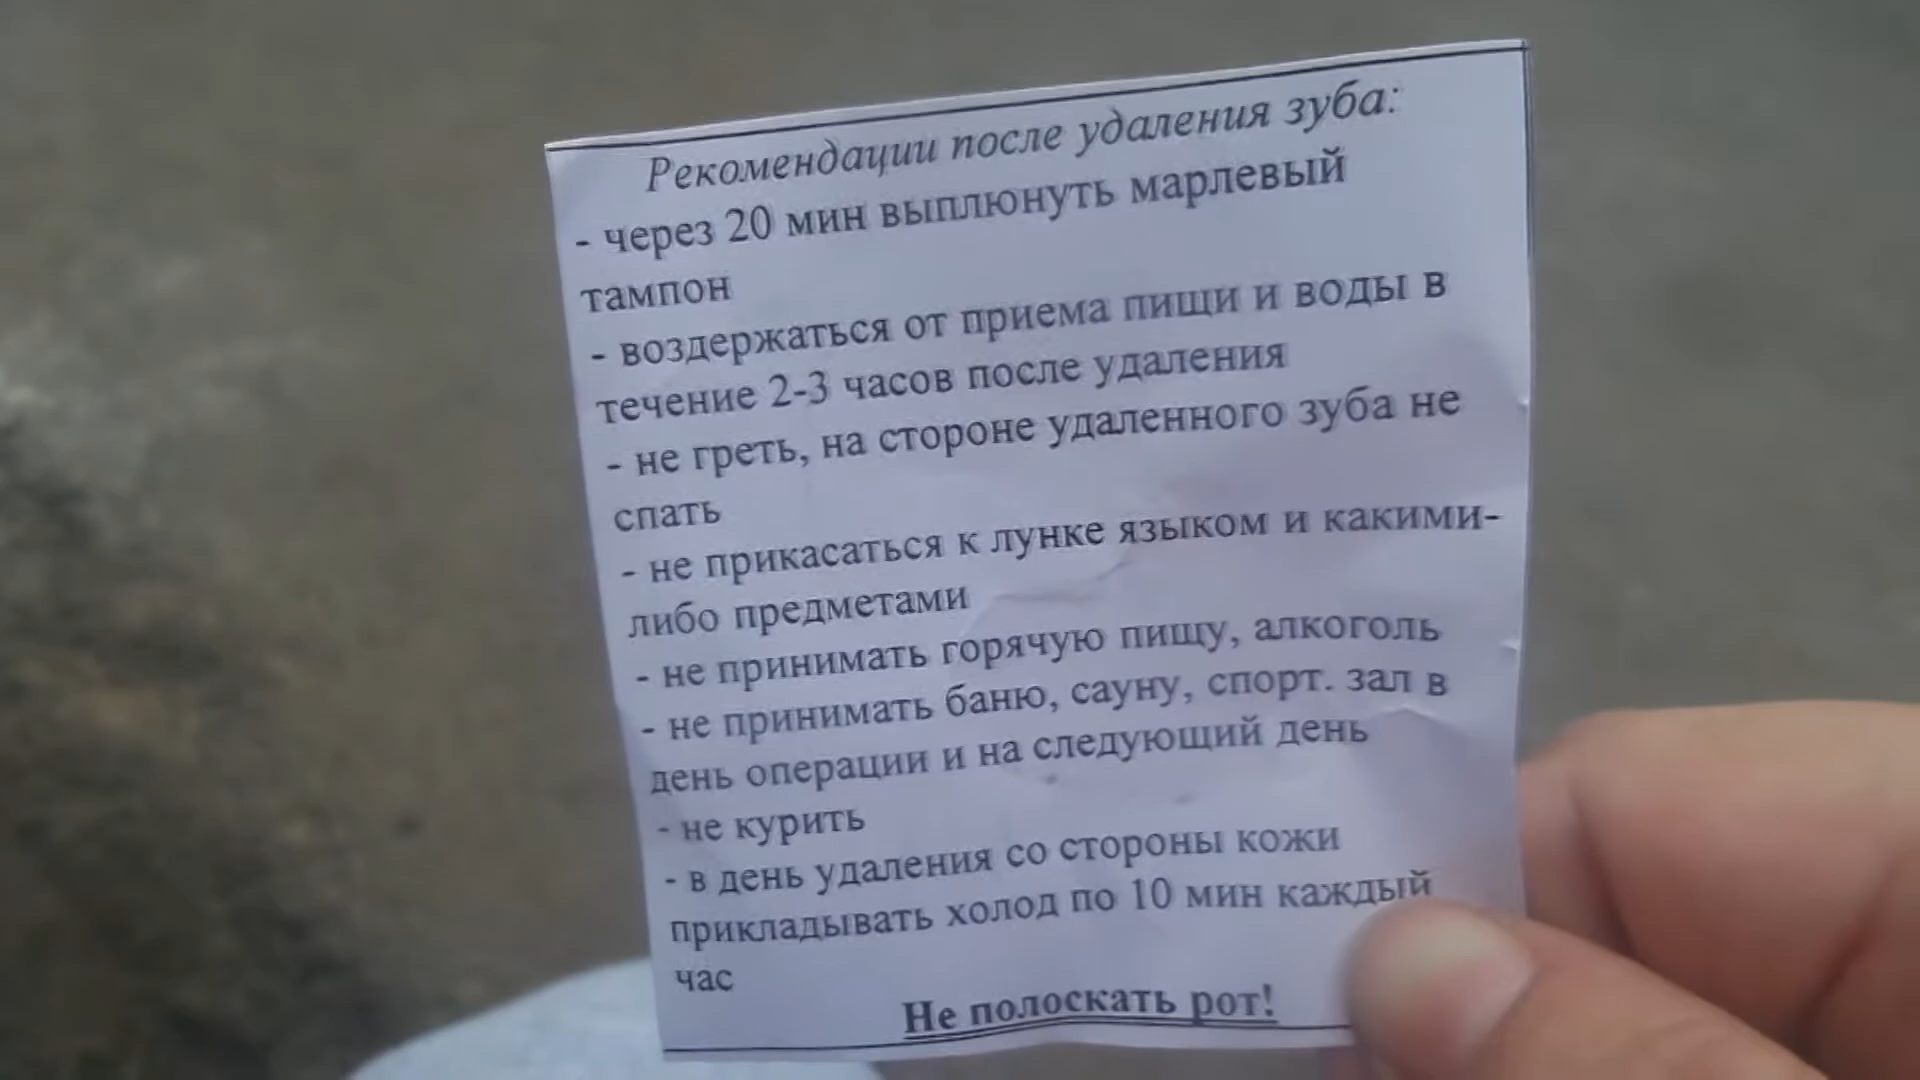 Рекомендации после удаления зуба:
- через 20 мин выплюнуть марлевый
тампон
- воздержаться от приема пищи и воды в
течение 2-3 часов после удаления
- не греть, на стороне удаленного зуба не
спать
- не прикасаться к лунке языком и какими-
либо предметами
- не принимать горячую пищу, алкоголь
- не принимать баню, сауну, спорт. зал в
день операции и на следующий день
- не курить
- в день удаления со стороны кожи
прикладывать холод по 10 мин каждый
час
Не полоскать рот!